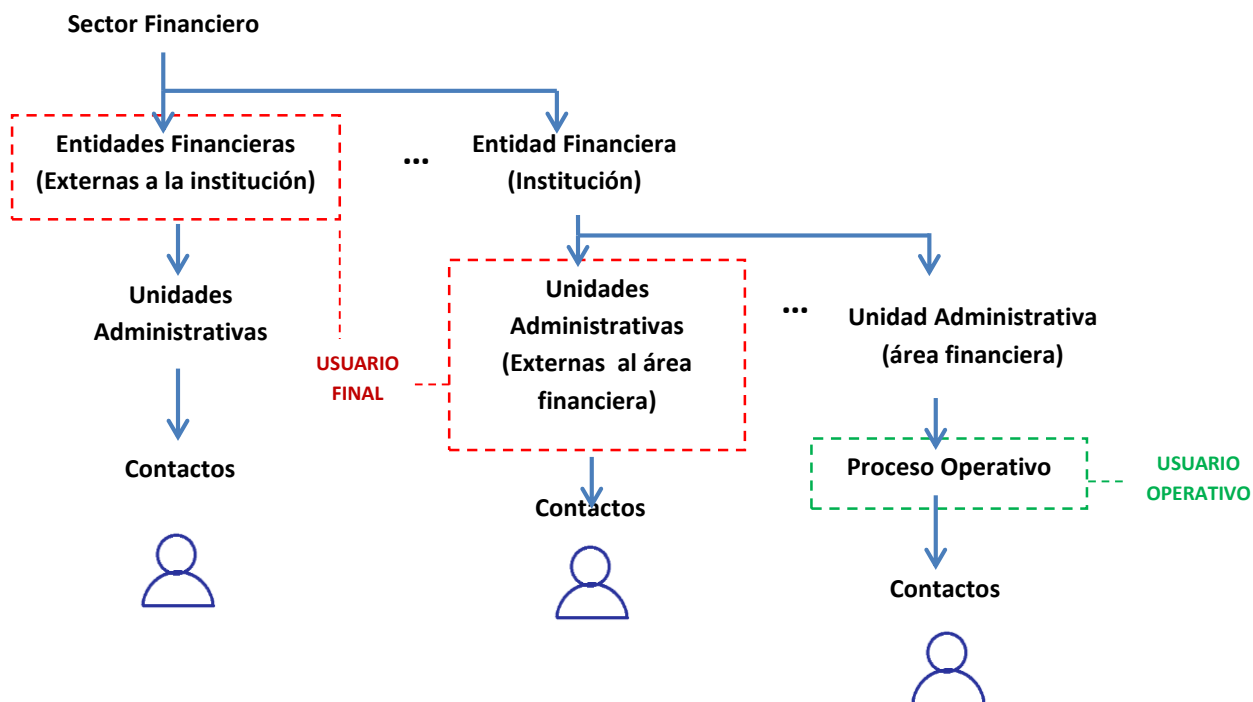 Sector Financiero
Entidades Financieras
(Externas a la institución)
...
Entidad Financiera
(Institución)
Unidades
Administrativas
Unidades
Administrativas
(Externas al área
financiera)
...
Unidad Administrativa
(área financiera)
USUARIO
FINAL
Contactos
Contactos
Proceso Operativo
USUARIO
OPERATIVO
Contactos